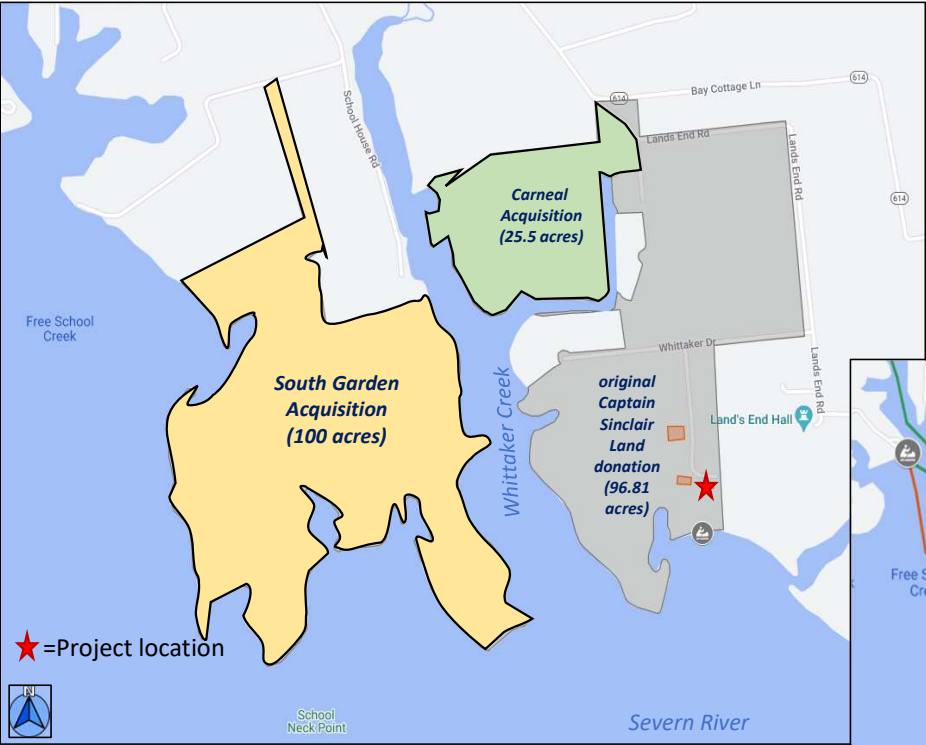 614
Bay Cottage Ln
614
Lands End Rd
School House Rd
Lands End Rd
614
Carneal
Acquisition
(25.5 acres)
Free School
Creek
Whittaker Dr
Lands End Rd
South Garden
Acquisition
(100 acres)
Whittaker Creek
original
Captain
Sinclair
Land
donation
(96.81
acres)
Land's End Hall
=Project location
Free S
Cre
N
School
Neck Point
Severn River